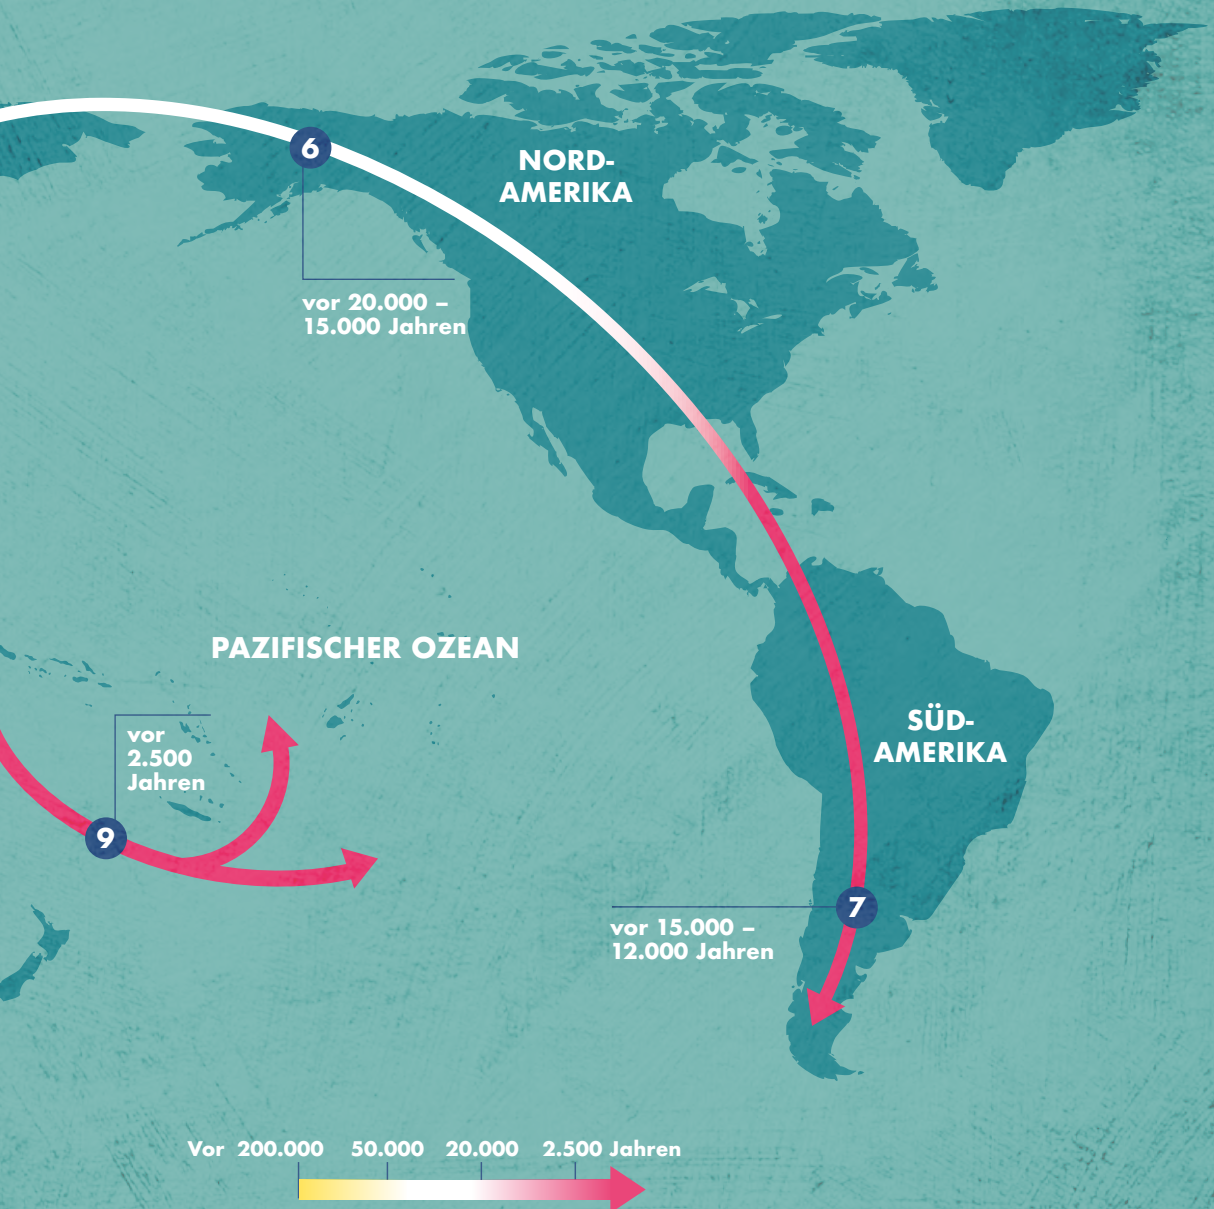 6
NORD-
AMERIKA
vor 20.000 –
15.000 Jahren
PAZIFISCHER OZEAN
vor
2.500
Jahren
9
SÜD-
AMERIKA
7
vor 15.000 –
12.000 Jahren
Vor 200.000 50.000 20.000 2.500 Jahren